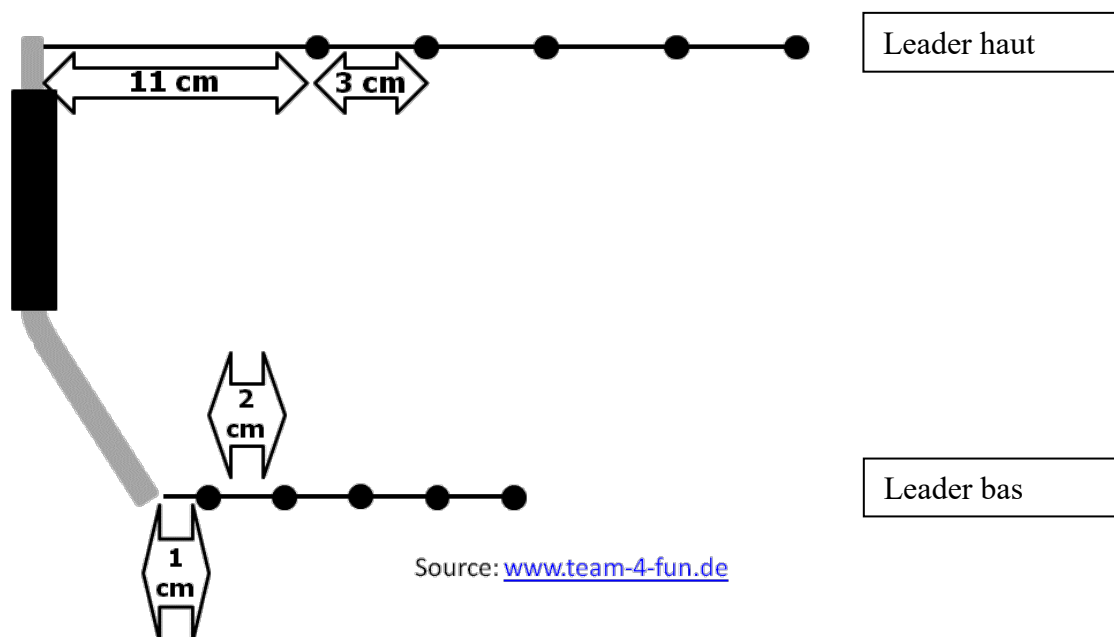 Leader haut
11 cm
3 cm
2
cm
Leader bas
1
cm
Source: www.team-4-fun.de